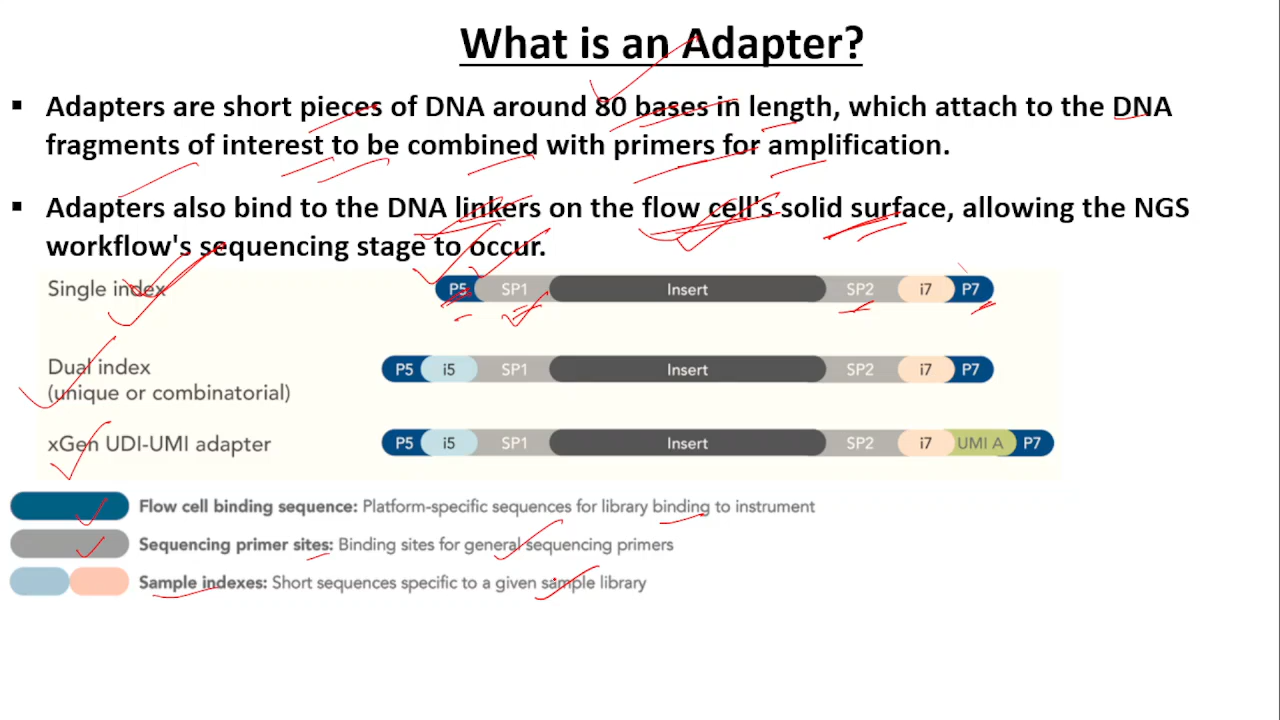 What is an Adapter?
▪ Adapters are short pieces of DNA around 80 bases in length, which attach to the DNA
fragments of interest to be combined with primers for amplification.
▪ Adapters also bind to the DNA linkers on the flow cell's solid surface, allowing the NGS
workflow's sequencing stage to occur.
Single index P5 SP1 Insert SP2 i7 P7
Dual index
(unique or combinatorial) P5 i5 SP1 Insert SP2 i7 P7
xGen UDI-UMI adapter P5 i5 SP1 Insert SP2 i7 UMI A P7
Flow cell binding sequence: Platform-specific sequences for library binding to instrument
Sequencing primer sites: Binding sites for general sequencing primers
Sample indexes: Short sequences specific to a given sample library